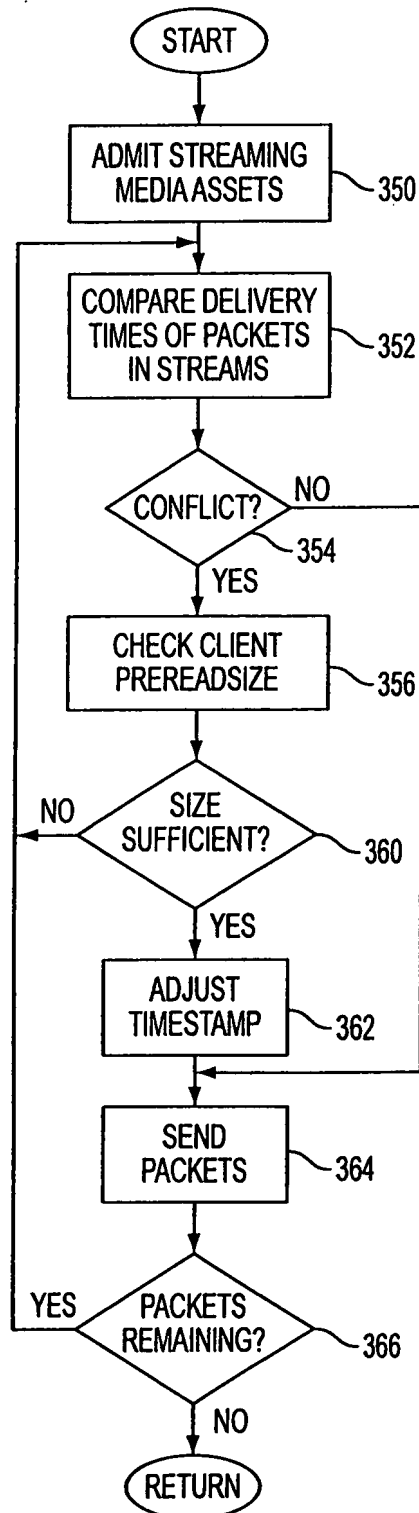 START
ADMIT STREAMING
MEDIA ASSETS
350
COMPARE DELIVERY
TIMES OF PACKETS
IN STREAMS
352
CONFLICT?
NO
354
YES
CHECK CLIENT
PREREADSIZE
356
NO
SIZE
SUFFICIENT?
360
YES
ADJUST
TIMESTAMP
362
SEND
PACKETS
364
YES
PACKETS
REMAINING?
366
NO
RETURN